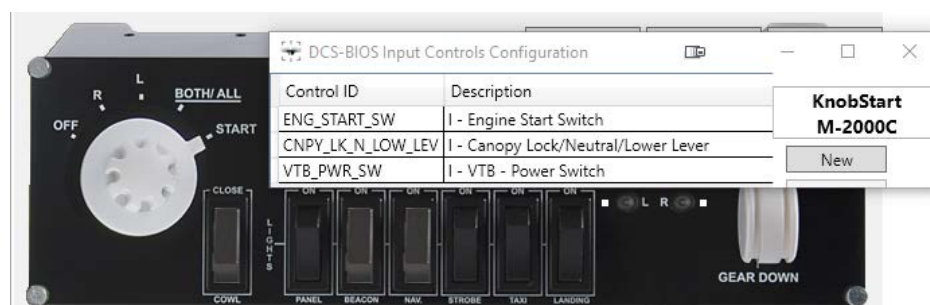 DCS-BIOS Input Controls Configuration
Control ID Description
ENG_START_SW I - Engine Start Switch
CNPY_LK_N_LOW_LEV I - Canopy Lock/Neutral/Lower Lever
VTB_PWR_SW I - VTB - Power Switch
KnobStart
M-2000C
New
L
R
BOTH/ ALL
OFF
START
CLOSE
ON ON ON ON ON ON
LIGHTS
L R
GEAR DOWN
COWL PANEL BEACON NAV. STROBE TAXI LANDING